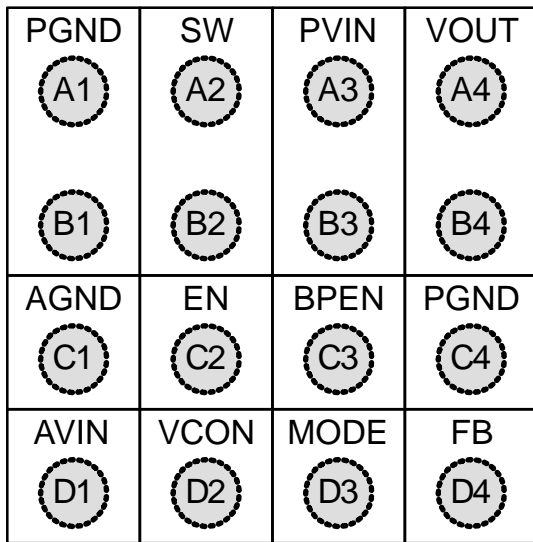 PGND SW PVIN VOUT
A1 A2 A3 A4
B1 B2 B3 B4
AGND EN BPEN PGND
C1 C2 C3 C4
AVIN VCON MODE FB
D1 D2 D3 D4